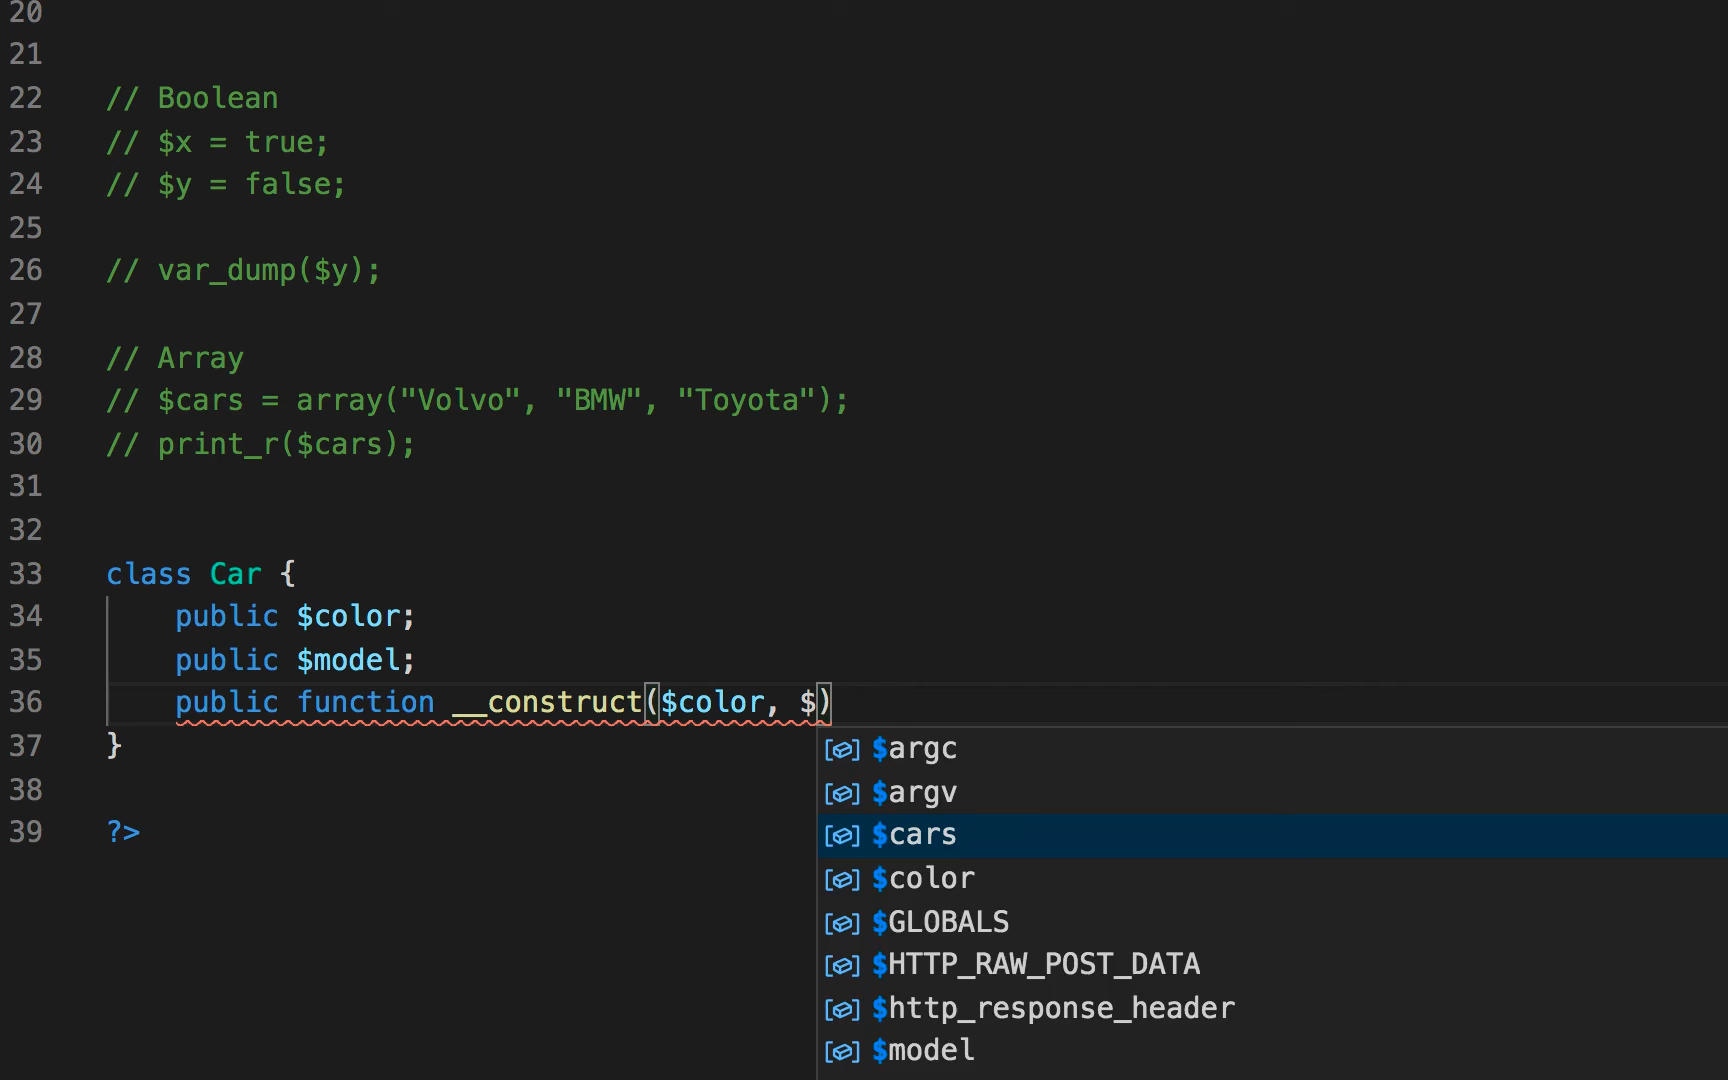 20
21
22 // Boolean
23 // $x = true;
24 // $y = false;
25
26 // var_dump($y);
27
28 // Array
29 // $cars = array("Volvo", "BMW", "Toyota");
30 // print_r($cars);
31
32
33 class Car {
34 public $color;
35 public $model;
36 public function __construct($color, $)
37 }
38
39 ?>
$argc
$argv
$cars
$color
$GLOBALS
$HTTP_RAW_POST_DATA
$http_response_header
$model